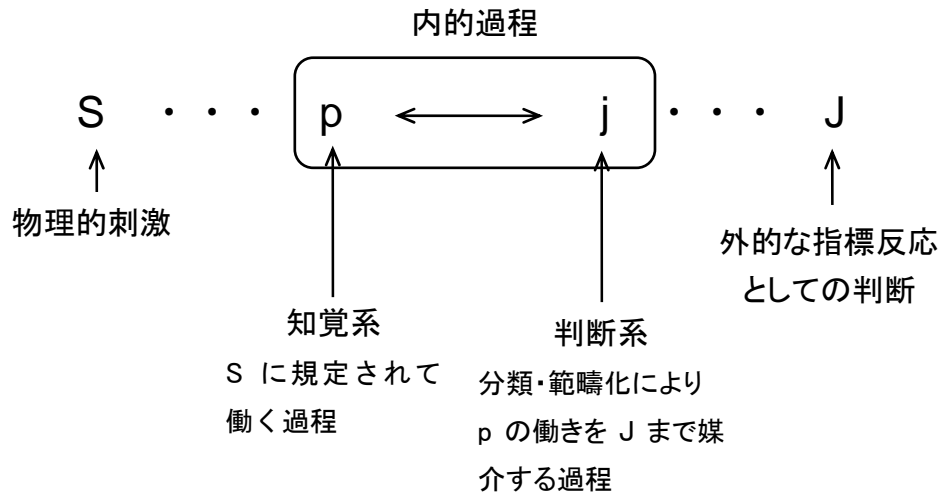 内的過程
S ・・・ p ←→ j ・・・ J
物理的刺激
外的な指標反応
としての判断
知覚系
S に規定されて
働く過程
判断系
分類・範疇化により
p の働きを J まで媒
介する過程